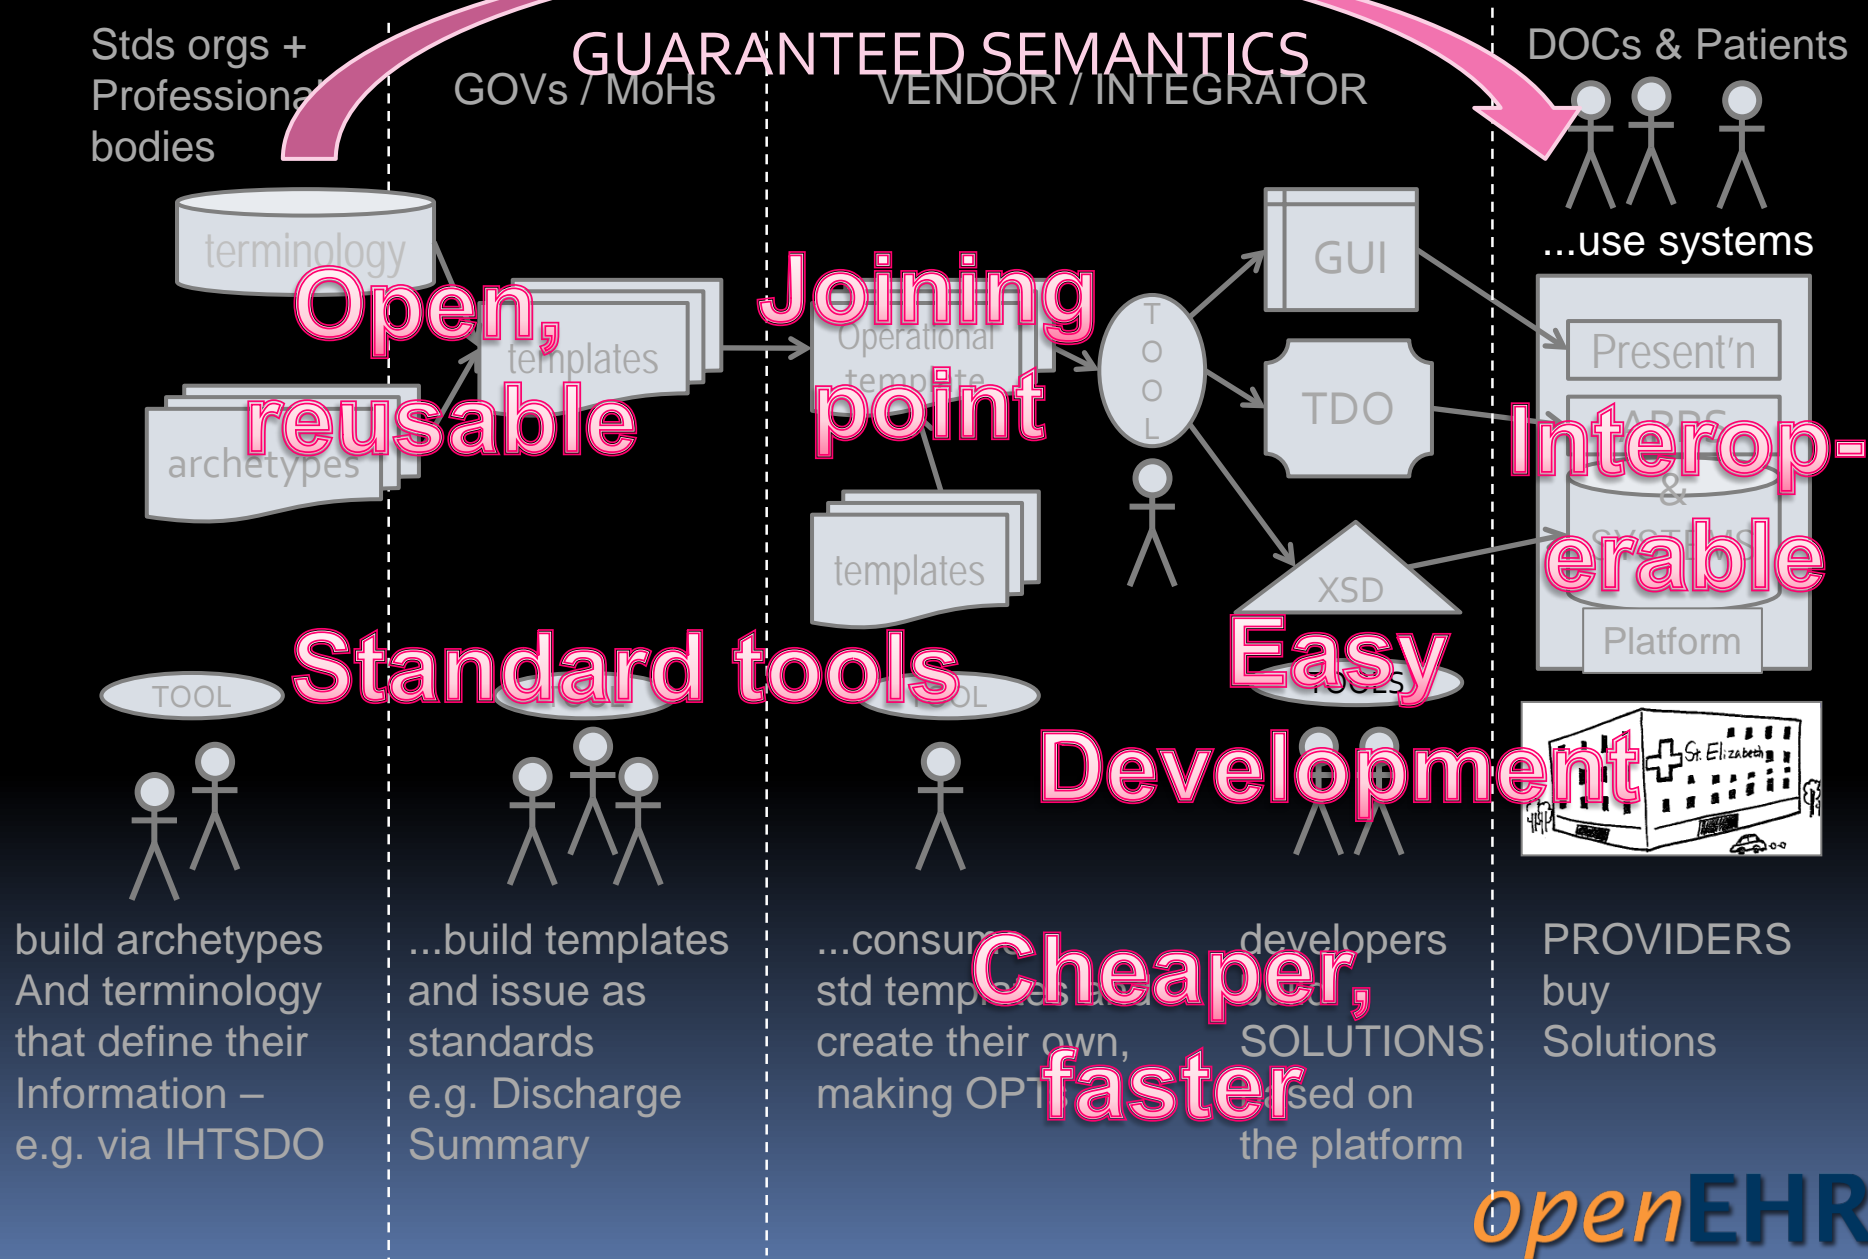 GUARANTEED SEMANTICS
Stds orgs +
Professional
bodies
GOVs / MoHs
VENDOR / INTEGRATOR
DOCs & Patients
...use systems
terminology
archetypes
templates
Operational
template
templates
T
O
O
L
GUI
TDO
XSD
Present'n
APPS
&
SYSTEMS
Platform
Open,
reusable
Joining
point
Interop-
erable
Standard tools
Easy
Development
Cheaper,
faster
TOOL
TOOL
TOOL
TOOLS
St. Elizabeth
build archetypes
And terminology
that define their
Information –
e.g. via IHTSDO
...build templates
and issue as
standards
e.g. Discharge
Summary
...consume
std templates and
create their own,
making OPTs
developers
build
SOLUTIONS
based on
the platform
PROVIDERS
buy
Solutions
openEHR